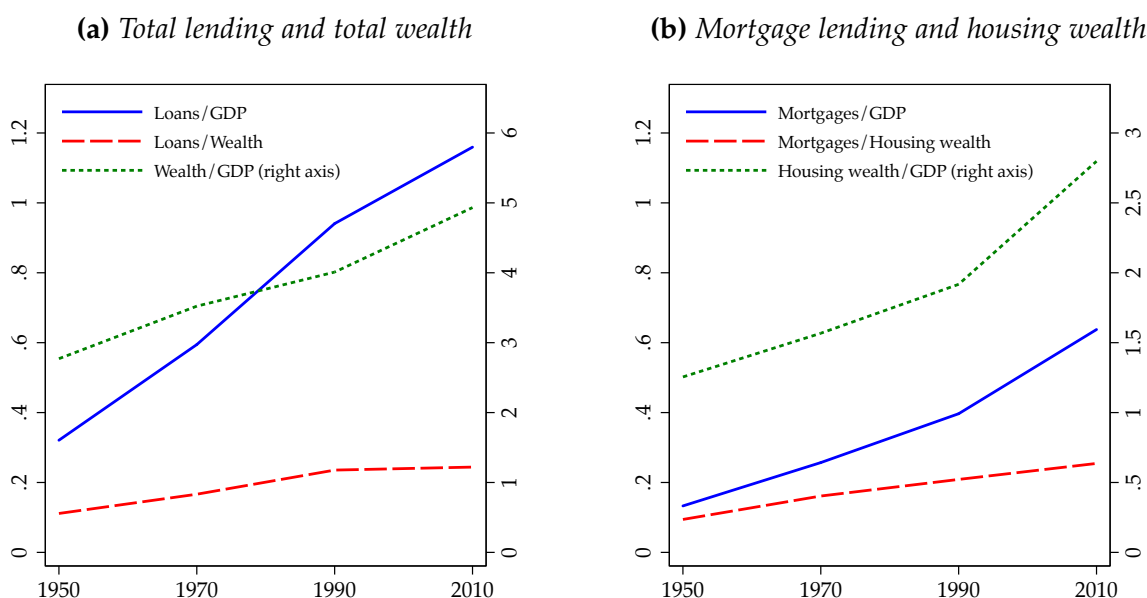 (a) Total lending and total wealth
Loans/GDP
Loans/Wealth
Wealth/GDP (right axis)
1.2
1
.8
.6
.4
.2
0
6
5
4
3
2
1
0
1950 1970 1990 2010
(b) Mortgage lending and housing wealth
Mortgages/GDP
Mortgages/Housing wealth
Housing wealth/GDP (right axis)
1.2
1
.8
.6
.4
.2
0
3
2.5
2
1.5
1
0.5
0
1950 1970 1990 2010